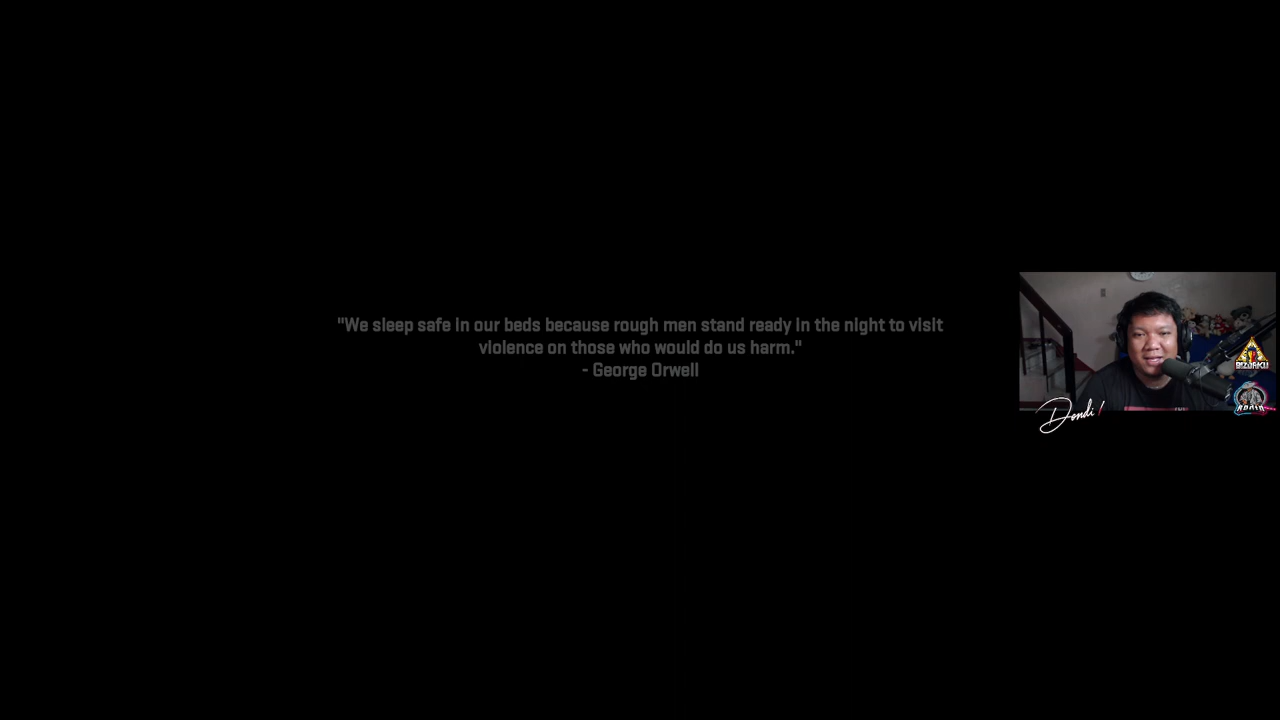 "We sleep safe in our beds because rough men stand ready in the night to visit
violence on those who would do us harm."
- George Orwell
Dendi !